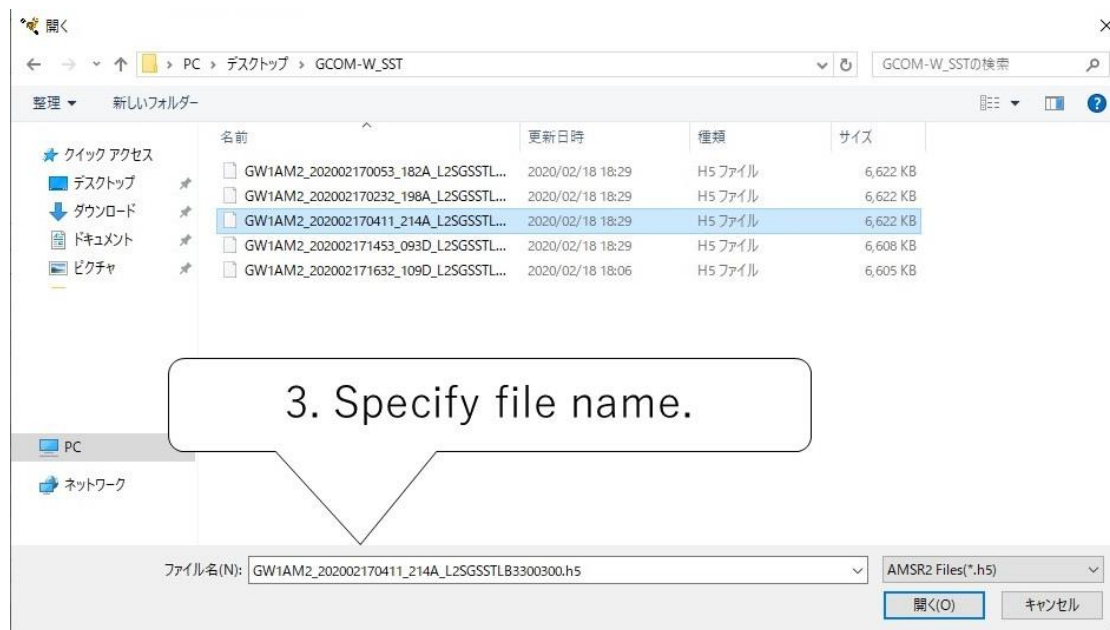 開く
PC › デスクトップ › GCOM-W_SST
GCOM-W_SSTの検索
整理 新しいフォルダー
名前 更新日時 種類 サイズ
クイック アクセス
デスクトップ
ダウンロード
ドキュメント
ピクチャ
GW1AM2_202002170053_182A_L2SGSSTL... 2020/02/18 18:29 H5 ファイル 6,622 KB
GW1AM2_202002170232_198A_L2SGSSTL... 2020/02/18 18:29 H5 ファイル 6,622 KB
GW1AM2_202002170411_214A_L2SGSSTL... 2020/02/18 18:29 H5 ファイル 6,622 KB
GW1AM2_202002171453_093D_L2SGSSTL... 2020/02/18 18:29 H5 ファイル 6,608 KB
GW1AM2_202002171632_109D_L2SGSSTL... 2020/02/18 18:06 H5 ファイル 6,605 KB
3. Specify file name.
PC
ネットワーク
ファイル名(N): GW1AM2_202002170411_214A_L2SGSSTLB3300300.h5
AMSR2 Files(*.h5)
開く(O) キャンセル